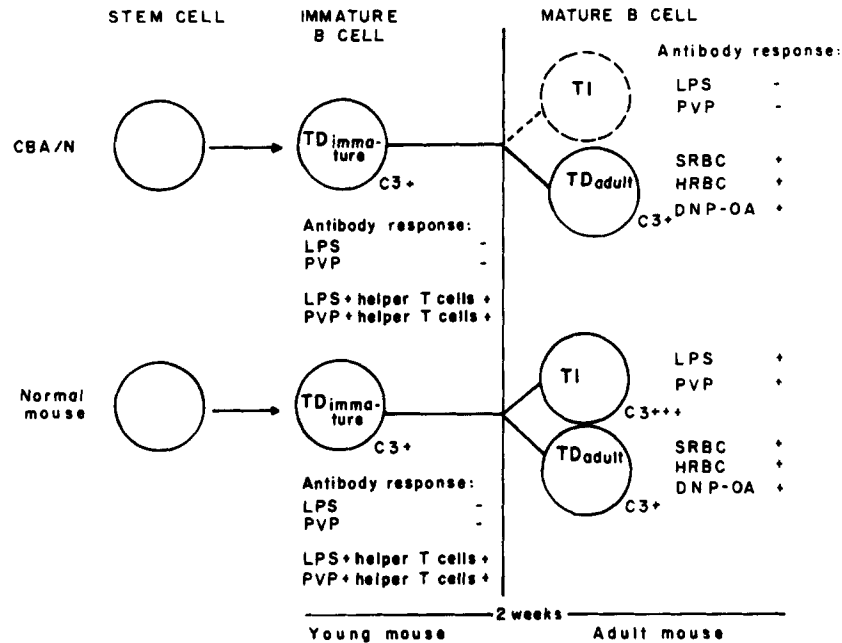 STEM CELL
IMMATURE
B CELL
MATURE B CELL
Antibody response:
TI
LPS -
PVP -
CBA/N
TD imma-
ture
C3+
TD adult
C3+
SRBC +
HRBC +
DNP-OA +
Antibody response:
LPS -
PVP -
LPS + helper T cells +
PVP + helper T cells +
Normal
mouse
TD imma-
ture
C3+
TI
C3+++
LPS +
PVP +
TD adult
C3+
SRBC +
HRBC +
DNP-OA +
Antibody response:
LPS -
PVP -
LPS + helper T cells +
PVP + helper T cells +
2 weeks
Young mouse
Adult mouse